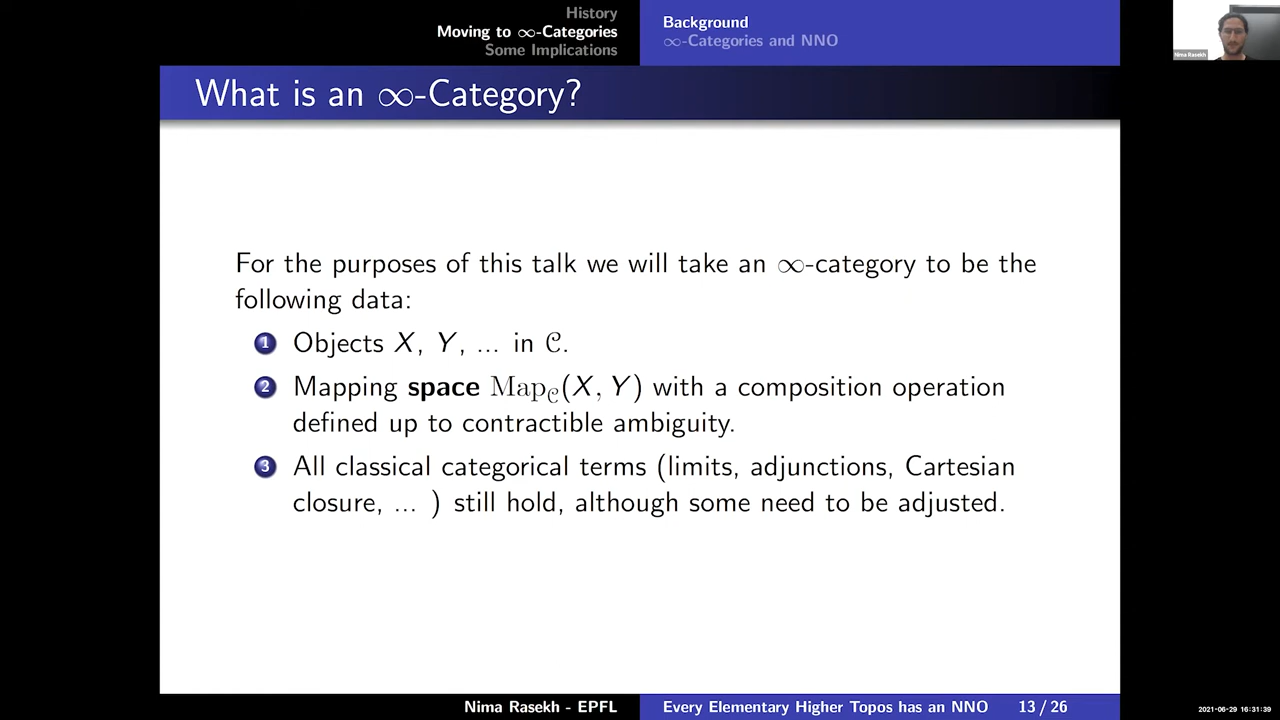 History
Moving to ∞-Categories
Some Implications
Background
∞-Categories and NNO
Nima Rasekh
What is an ∞-Category?
For the purposes of this talk we will take an ∞-category to be the
following data:
1 Objects X, Y, ... in C.
2 Mapping space Map_C(X, Y) with a composition operation
defined up to contractible ambiguity.
3 All classical categorical terms (limits, adjunctions, Cartesian
closure, ... ) still hold, although some need to be adjusted.
Nima Rasekh - EPFL
Every Elementary Higher Topos has an NNO 13 / 26
2021-06-29 16:31:39